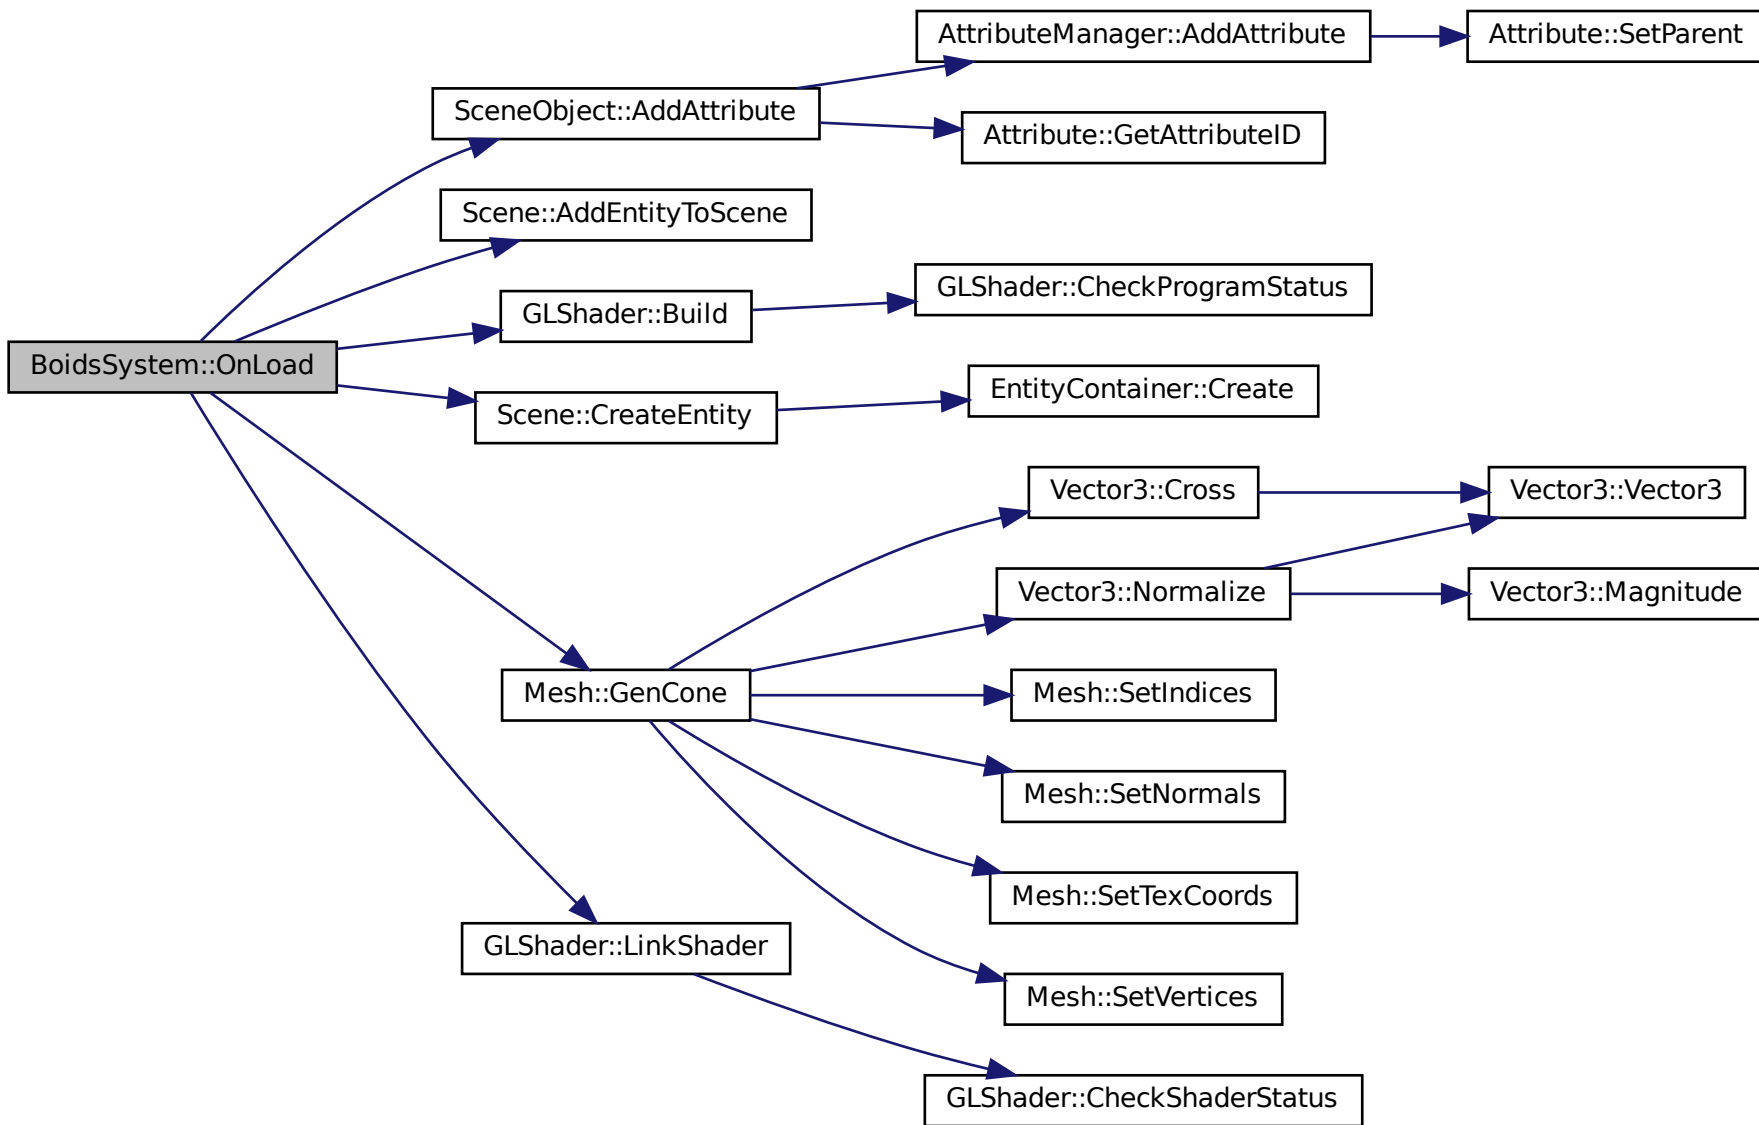 AttributeManager::AddAttribute
Attribute::SetParent
SceneObject::AddAttribute
Attribute::GetAttributeID
Scene::AddEntityToScene
GLShader::CheckProgramStatus
GLShader::Build
BoidsSystem::OnLoad
EntityContainer::Create
Scene::CreateEntity
Vector3::Cross
Vector3::Vector3
Vector3::Normalize
Vector3::Magnitude
Mesh::GenCone
Mesh::SetIndices
Mesh::SetNormals
Mesh::SetTexCoords
GLShader::LinkShader
Mesh::SetVertices
GLShader::CheckShaderStatus